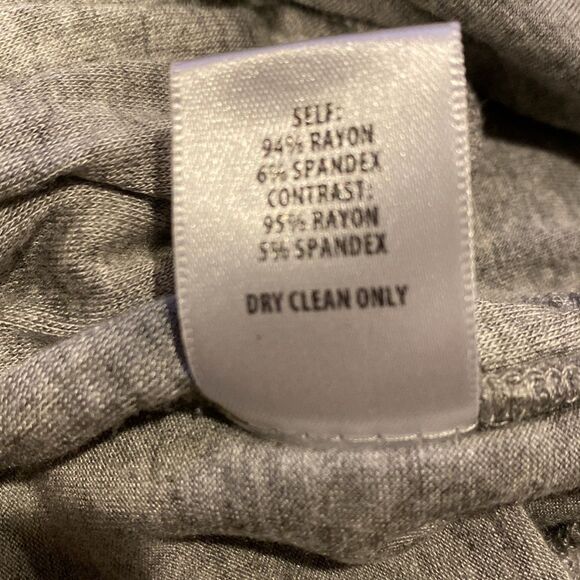 SELF:
94% RAYON
6% SPANDEX
CONTRAST:
95% RAYON
5% SPANDEX
DRY CLEAN ONLY